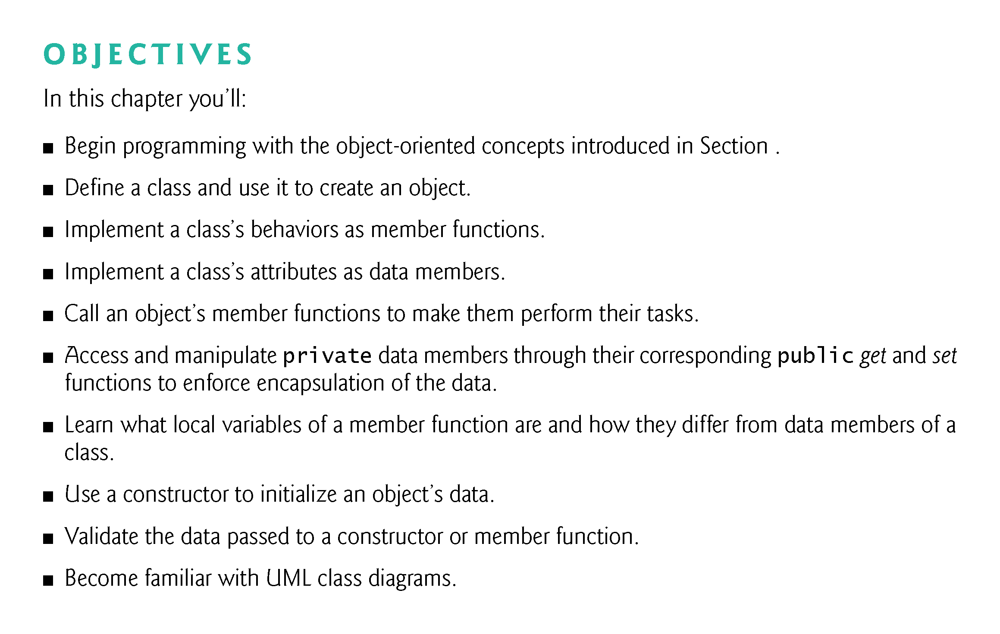 OBJECTIVES
In this chapter you’ll:
■ Begin programming with the object-oriented concepts introduced in Section .
■ Define a class and use it to create an object.
■ Implement a class’s behaviors as member functions.
■ Implement a class’s attributes as data members.
■ Call an object’s member functions to make them perform their tasks.
■ Access and manipulate private data members through their corresponding public get and set
functions to enforce encapsulation of the data.
■ Learn what local variables of a member function are and how they differ from data members of a
class.
■ Use a constructor to initialize an object’s data.
■ Validate the data passed to a constructor or member function.
■ Become familiar with UML class diagrams.